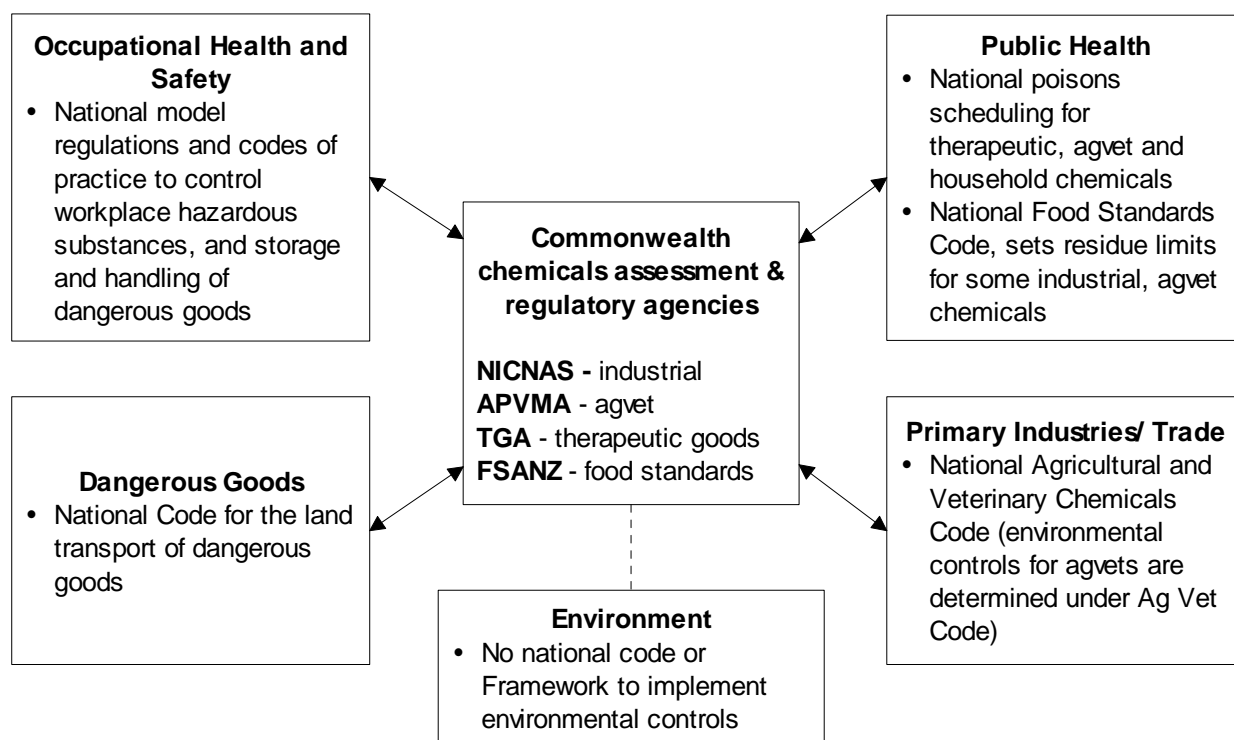 Occupational Health and
Safety
• National model
regulations and codes of
practice to control
workplace hazardous
substances, and storage
and handling of
dangerous goods
Public Health
• National poisons
scheduling for
therapeutic, agvet and
household chemicals
• National Food Standards
Code, sets residue limits
for some industrial, agvet
chemicals
Commonwealth
chemicals assessment &
regulatory agencies
NICNAS - industrial
APVMA - agvet
TGA - therapeutic goods
FSANZ - food standards
Dangerous Goods
• National Code for the land
transport of dangerous
goods
Primary Industries/ Trade
• National Agricultural and
Veterinary Chemicals
Code (environmental
controls for agvets are
determined under Ag Vet
Code)
Environment
• No national code or
Framework to implement
environmental controls